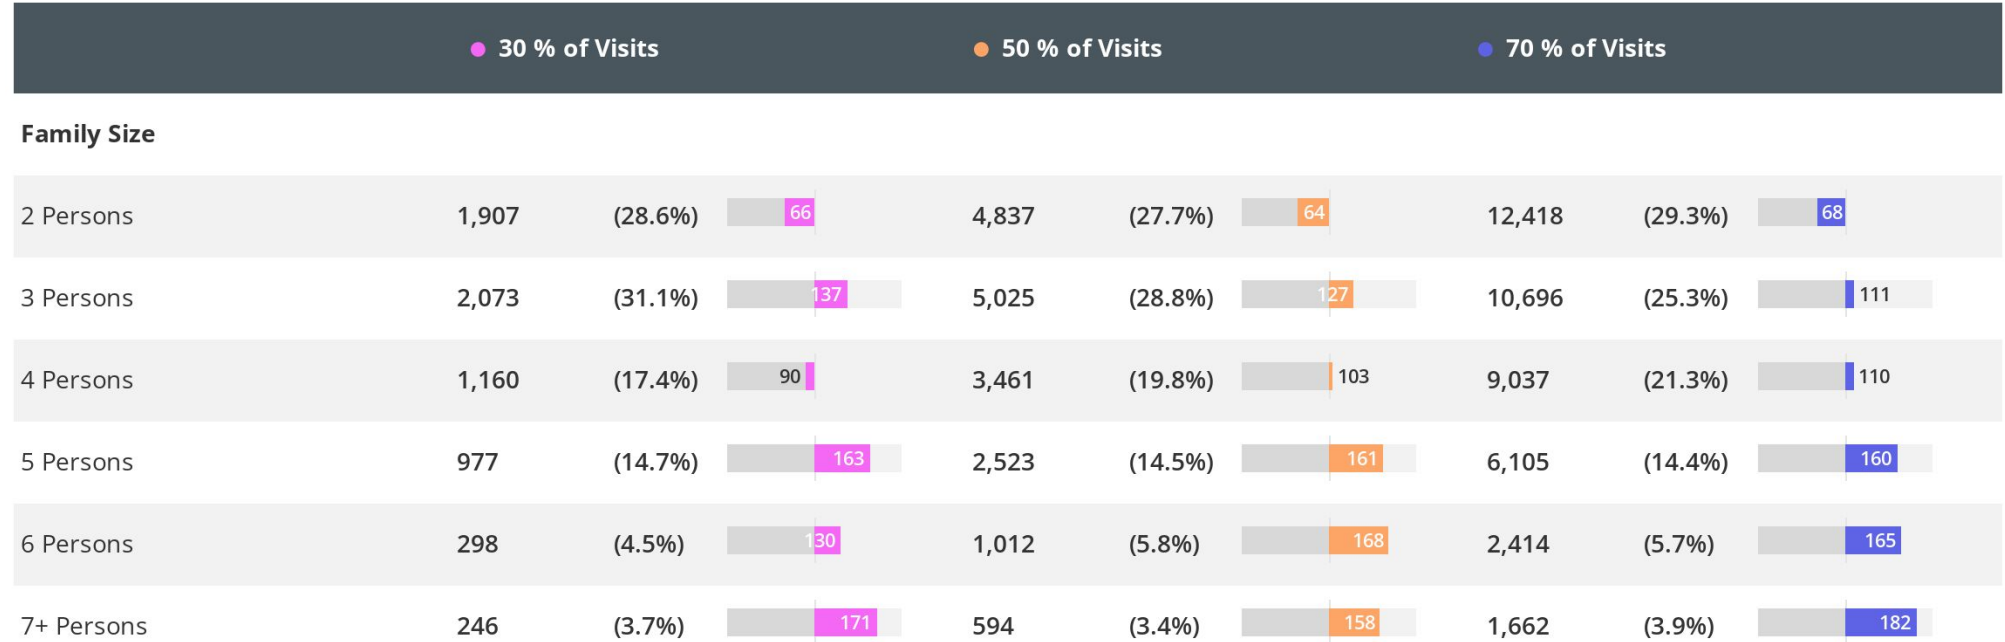 30 % of Visits 50 % of Visits 70 % of Visits
Family Size
2 Persons 1,907 (28.6%) 66 4,837 (27.7%) 64 12,418 (29.3%) 68
3 Persons 2,073 (31.1%) 137 5,025 (28.8%) 127 10,696 (25.3%) 111
4 Persons 1,160 (17.4%) 90 3,461 (19.8%) 103 9,037 (21.3%) 110
5 Persons 977 (14.7%) 163 2,523 (14.5%) 161 6,105 (14.4%) 160
6 Persons 298 (4.5%) 130 1,012 (5.8%) 168 2,414 (5.7%) 165
7+ Persons 246 (3.7%) 171 594 (3.4%) 158 1,662 (3.9%) 182